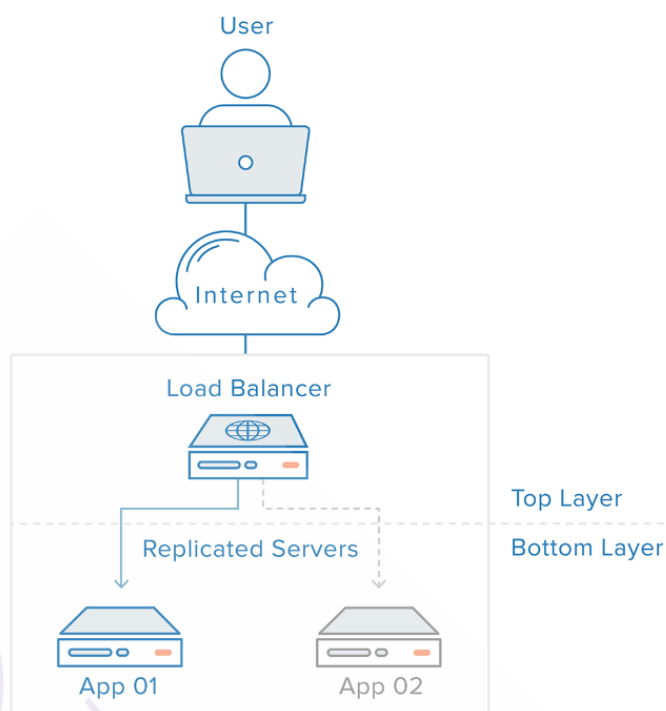 User
Internet
Load Balancer
Top Layer
Replicated Servers
Bottom Layer
App 01
App 02